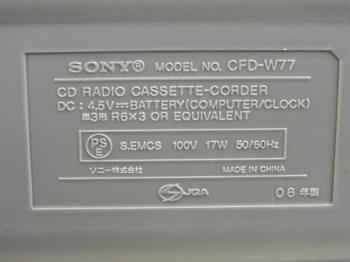 SONY® MODEL NO. CFD-W77
CD RADIO CASSETTE-CORDER
DC: 4.5V⎓BATTERY(COMPUTER/CLOCK)
単3形 R6×3 OR EQUIVALENT
PS E S.EMCS 100V 17W 50/60Hz
ソニー株式会社 MADE IN CHINA
JQA 08年製